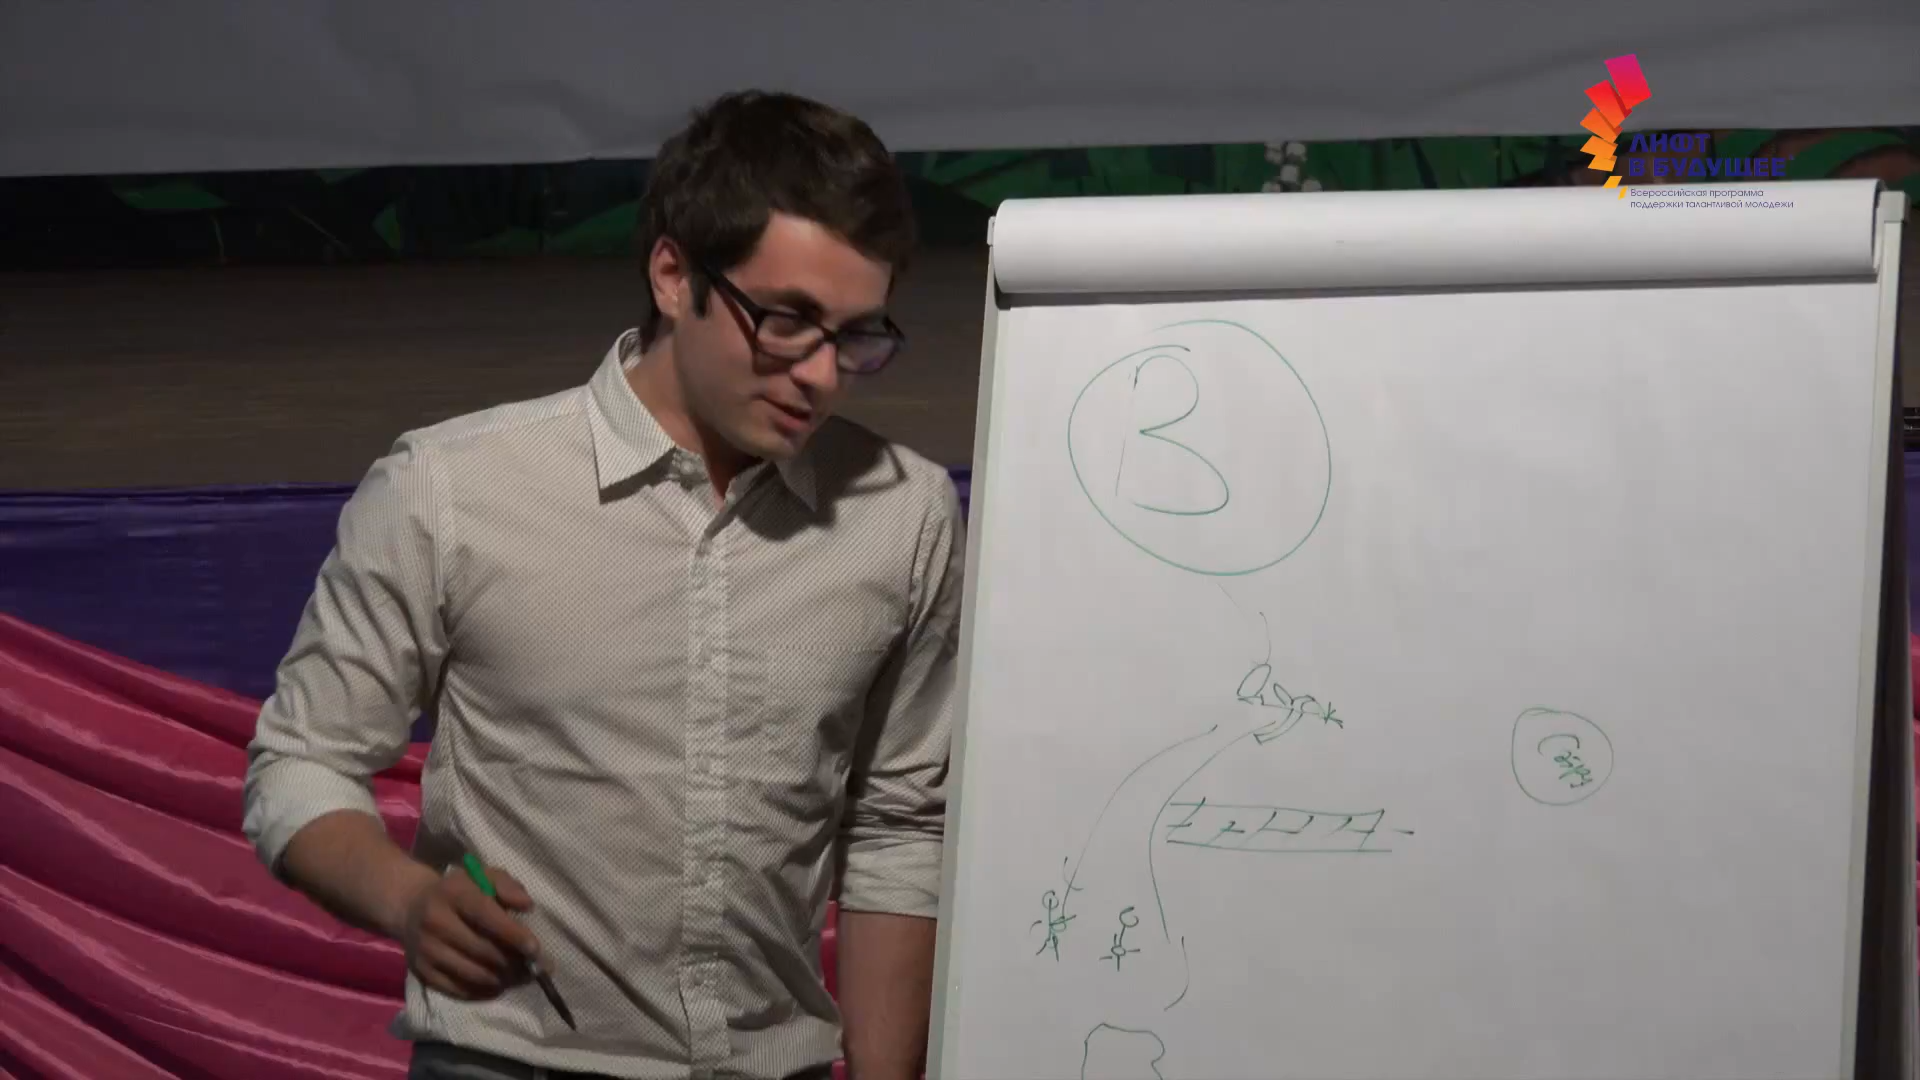 ЛИФТ
В БУДУЩЕЕ
Всероссийская программа
поддержки талантливой молодежи
В